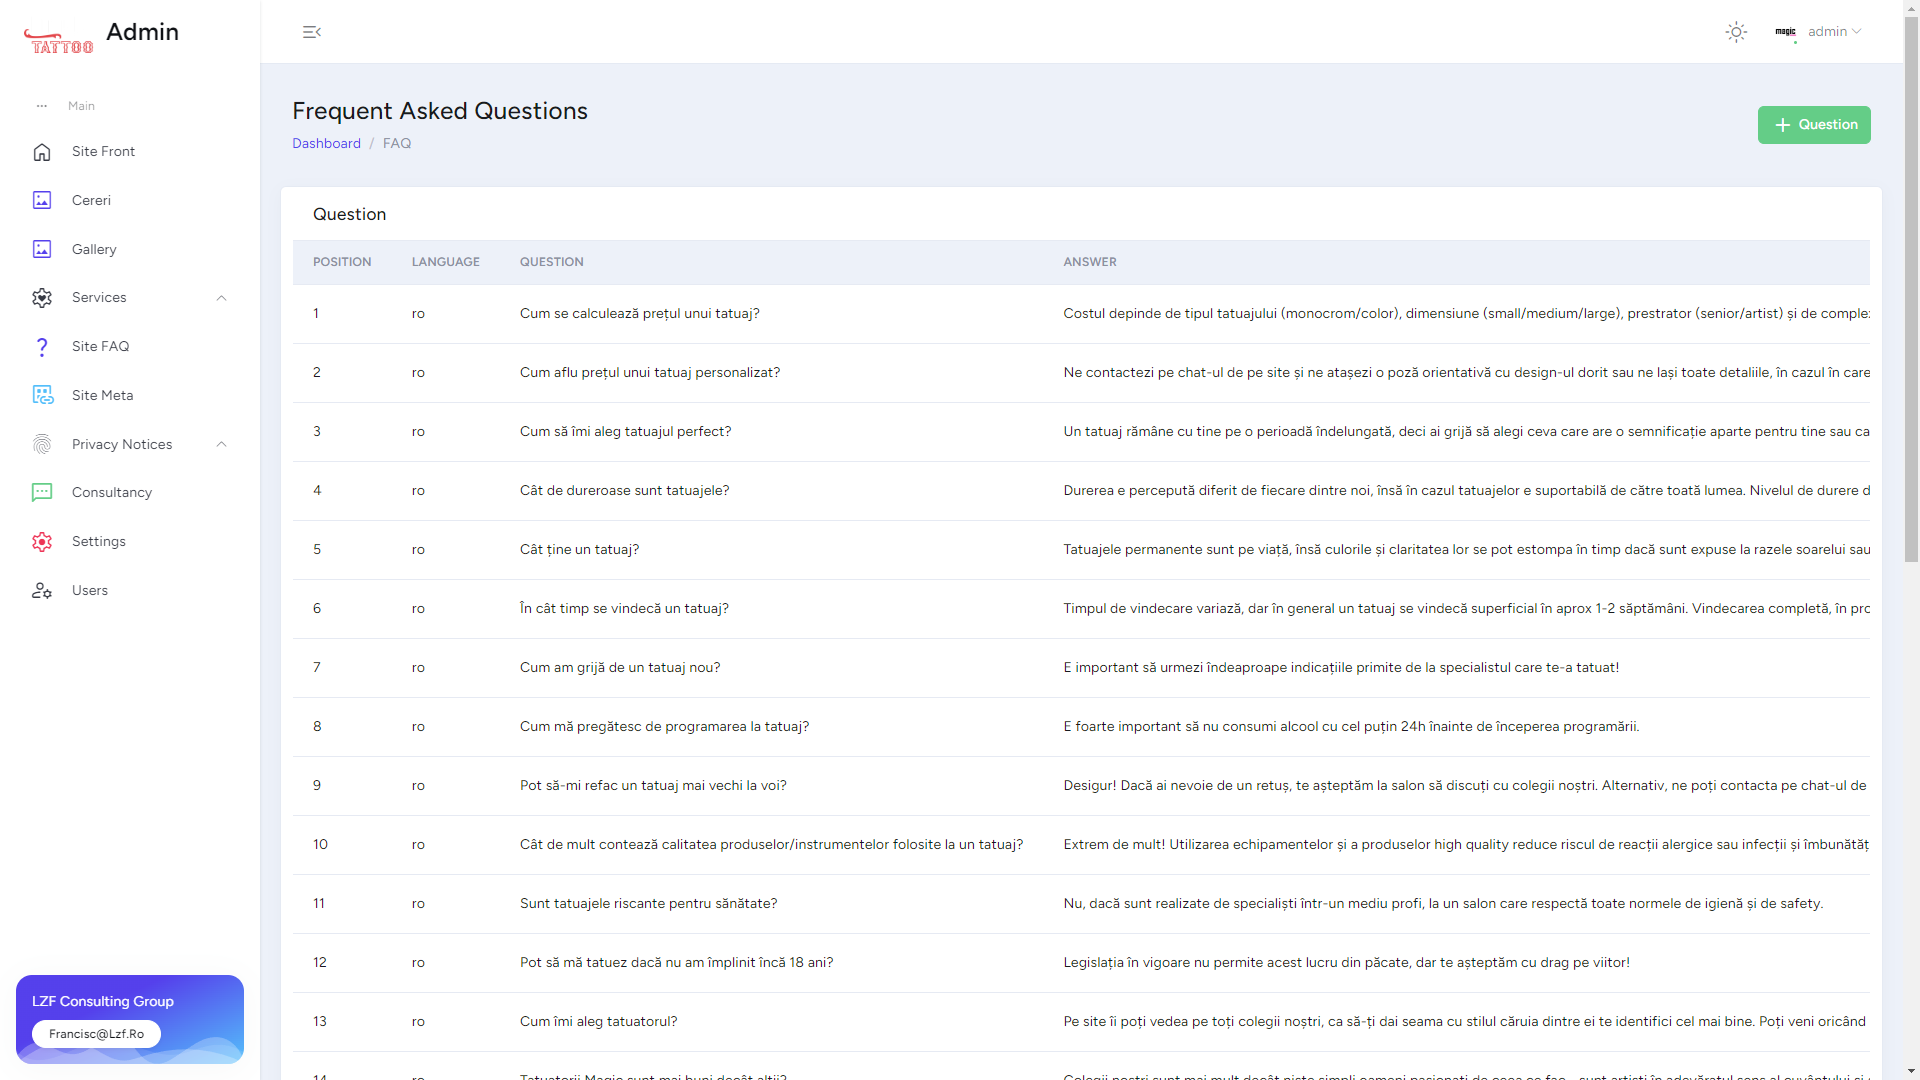 TATTOO
Admin
admin
Main
Site Front
Cereri
Gallery
Services
Site FAQ
Site Meta
Privacy Notices
Consultancy
Settings
Users
LZF Consulting Group
Francisc@Lzf.Ro
magic
Frequent Asked Questions
Dashboard / FAQ
+ Question
Question
POSITION LANGUAGE QUESTION ANSWER
1 ro Cum se calculează prețul unui tatuaj? Costul depinde de tipul tatuajului (monocrom/color), dimensiune (small/medium/large), prestrator (senior/artist) și de
2 ro Cum aflu prețul unui tatuaj personalizat? Ne contactezi pe chat-ul de pe site și ne atașezi o poză orientativă cu design-ul dorit sau ne lași toate detaliile, în cazul în care
3 ro Cum să îmi aleg tatuajul perfect? Un tatuaj rămâne cu tine pe o perioadă îndelungată, deci ai grijă să alegi ceva care are o semnificație aparte pentru tine sau ca
4 ro Cât de dureroase sunt tatuajele? Durerea e percepută diferit de fiecare dintre noi, însă în cazul tatuajelor e suportabilă de către toată lumea. Nivelul de durere d
5 ro Cât ține un tatuaj? Tatuajele permanente sunt pe viață, însă culorile și claritatea lor se pot estompa în timp dacă sunt expuse la razele soarelui sau
6 ro În cât timp se vindecă un tatuaj? Timpul de vindecare variază, dar în general un tatuaj se vindecă superficial în aprox 1-2 săptămâni. Vindecarea completă, în
7 ro Cum am grijă de un tatuaj nou? E important să urmezi îndeaproape indicațiile primite de la specialistul care te-a tatuat!
8 ro Cum mă pregătesc de programarea la tatuaj? E foarte important să nu consumi alcool cu cel puțin 24h înainte de începerea programării.
9 ro Pot să-mi refac un tatuaj mai vechi la voi? Desigur! Dacă ai nevoie de un retuș, te așteptăm la salon să discuți cu colegii noștri. Alternativ, ne poți contacta pe chat-ul de
10 ro Cât de mult contează calitatea produselor/instrumentelor folosite la un tatuaj? Extrem de mult! Utilizarea echipamentelor și a produselor high quality reduce riscul de reacții alergice sau infecții și îmbunătăț
11 ro Sunt tatuajele riscante pentru sănătate? Nu, dacă sunt realizate de specialiști într-un mediu profi, la un salon care respectă toate normele de igienă și de safety.
12 ro Pot să mă tatuez dacă nu am împlinit încă 18 ani? Legislația în vigoare nu permite acest lucru din păcate, dar te așteptăm cu drag pe viitor!
13 ro Cum îmi aleg tatuatorul? Pe site îi poți vedea pe toți colegii noștri, ca să-ți dai seama cu stilul căruia dintre ei te identifici cel mai bine. Poți veni oricând
14 ro Tatuatorii Magic sunt mai buni decât alții? Colegii noștri sunt mai mult decât niște simpli oameni pasionați de ceea ce fac - sunt artiști în adevăratul sens al cuvântului și